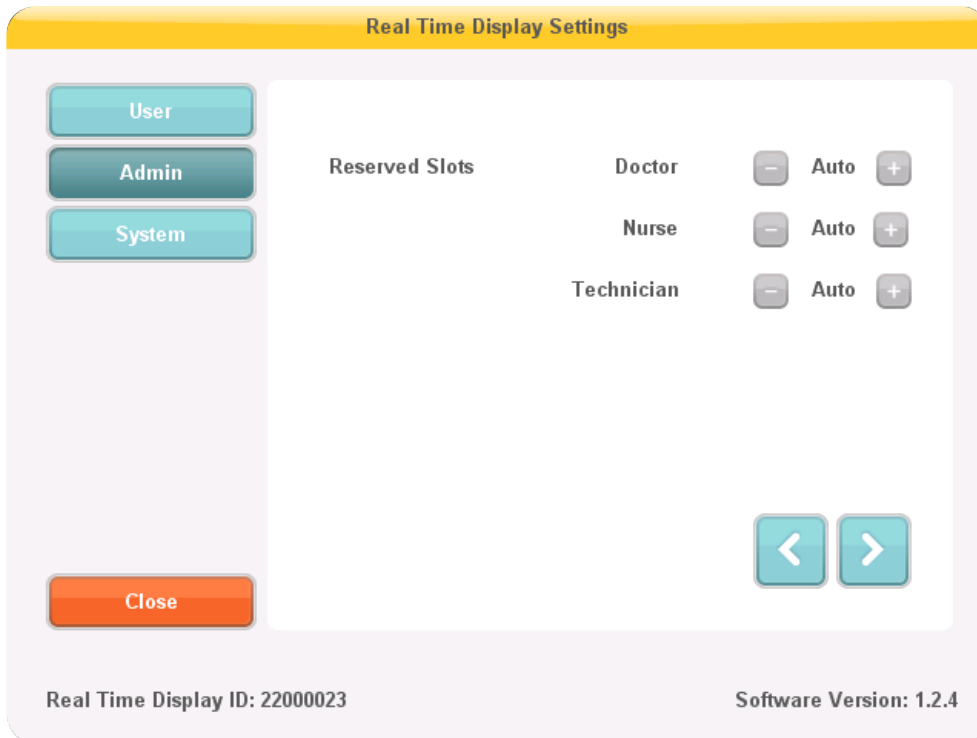 Real Time Display Settings
User
Admin
System
Reserved Slots Doctor - Auto +
Nurse - Auto +
Technician - Auto +
Close
Real Time Display ID: 22000023 Software Version: 1.2.4